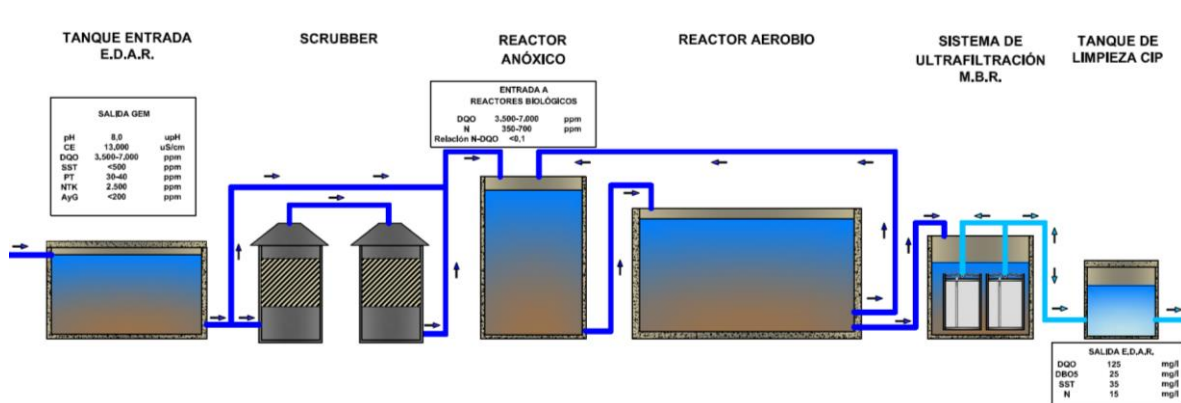 TANQUE ENTRADA
E.D.A.R.
SCRUBBER
REACTOR
ANÓXICO
REACTOR AEROBIO
SISTEMA DE
ULTRAFILTRACIÓN
M.B.R.
TANQUE DE
LIMPIEZA CIP
SALIDA GEM
pH 8,0 upH
CE 13,000 uS/cm
DQO 3,500-7,000 ppm
SST <500 ppm
PT 30-40 ppm
NTK 2.500 ppm
AyG <200 ppm
ENTRADA A
REACTORES BIOLÓGICOS
DQO 3.500-7.000 ppm
N 350-700 ppm
Relación N-DQO <0,1
SALIDA E.D.A.R.
DQO 125 mg/l
DBO5 25 mg/l
SST 35 mg/l
N 15 mg/l